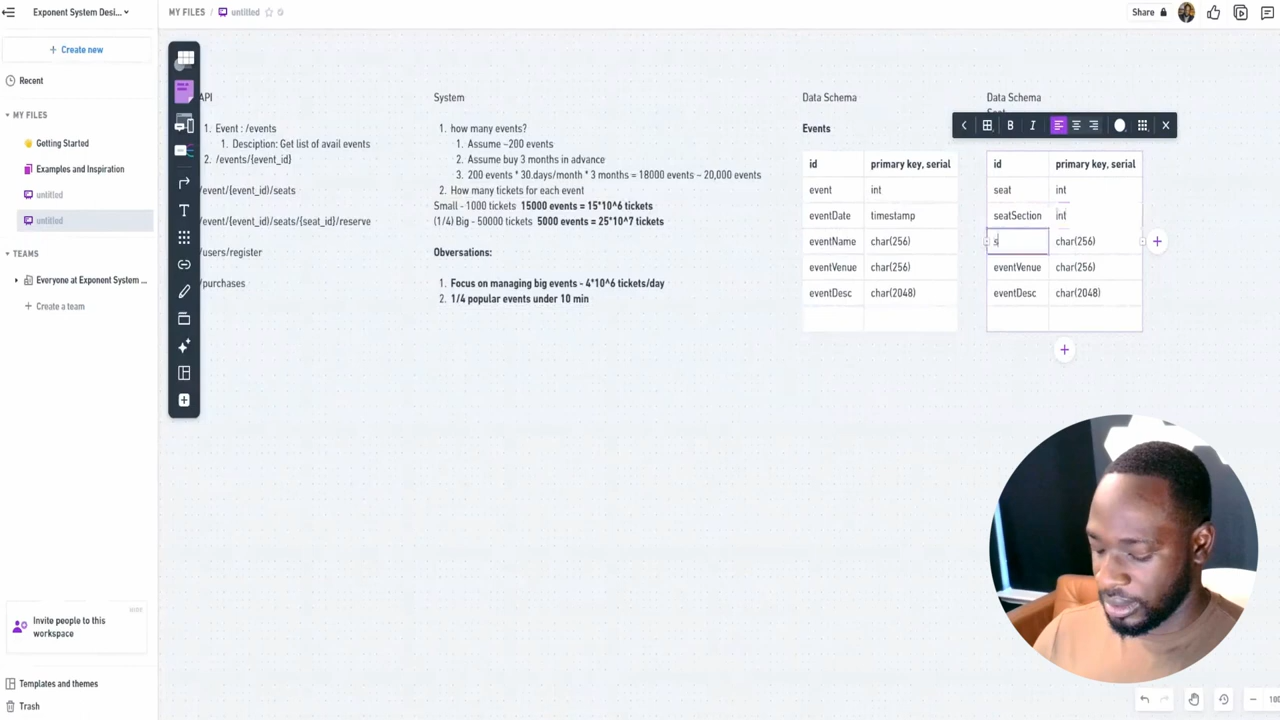 Exponent System Desi...
MY FILES / untitled
Share
+ Create new
Recent
MY FILES
Getting Started
Examples and Inspiration
untitled
untitled
TEAMS
Everyone at Exponent System ...
+ Create a team
HIDE
Invite people to this
workspace
Templates and themes
Trash
API
1. Event : /events
1. Desciption: Get list of avail events
2. /events/{event_id}
/event/{event_id}/seats
/event/{event_id}/seats/{seat_id}/reserve
/users/register
/purchases
System
1. how many events?
1. Assume ~200 events
2. Assume buy 3 months in advance
3. 200 events * 30.days/month * 3 months = 18000 events ~ 20,000 events
2. How many tickets for each event
Small - 1000 tickets 15000 events = 15*10^6 tickets
(1/4) Big - 50000 tickets 5000 events = 25*10^7 tickets
Obversations:
1. Focus on managing big events - 4*10^6 tickets/day
2. 1/4 popular events under 10 min
Data Schema
Events
id primary key, serial
event int
eventDate timestamp
eventName char(256)
eventVenue char(256)
eventDesc char(2048)
Data Schema
B I
id primary key, serial
seat int
seatSection int
s char(256)
eventVenue char(256)
eventDesc char(2048)